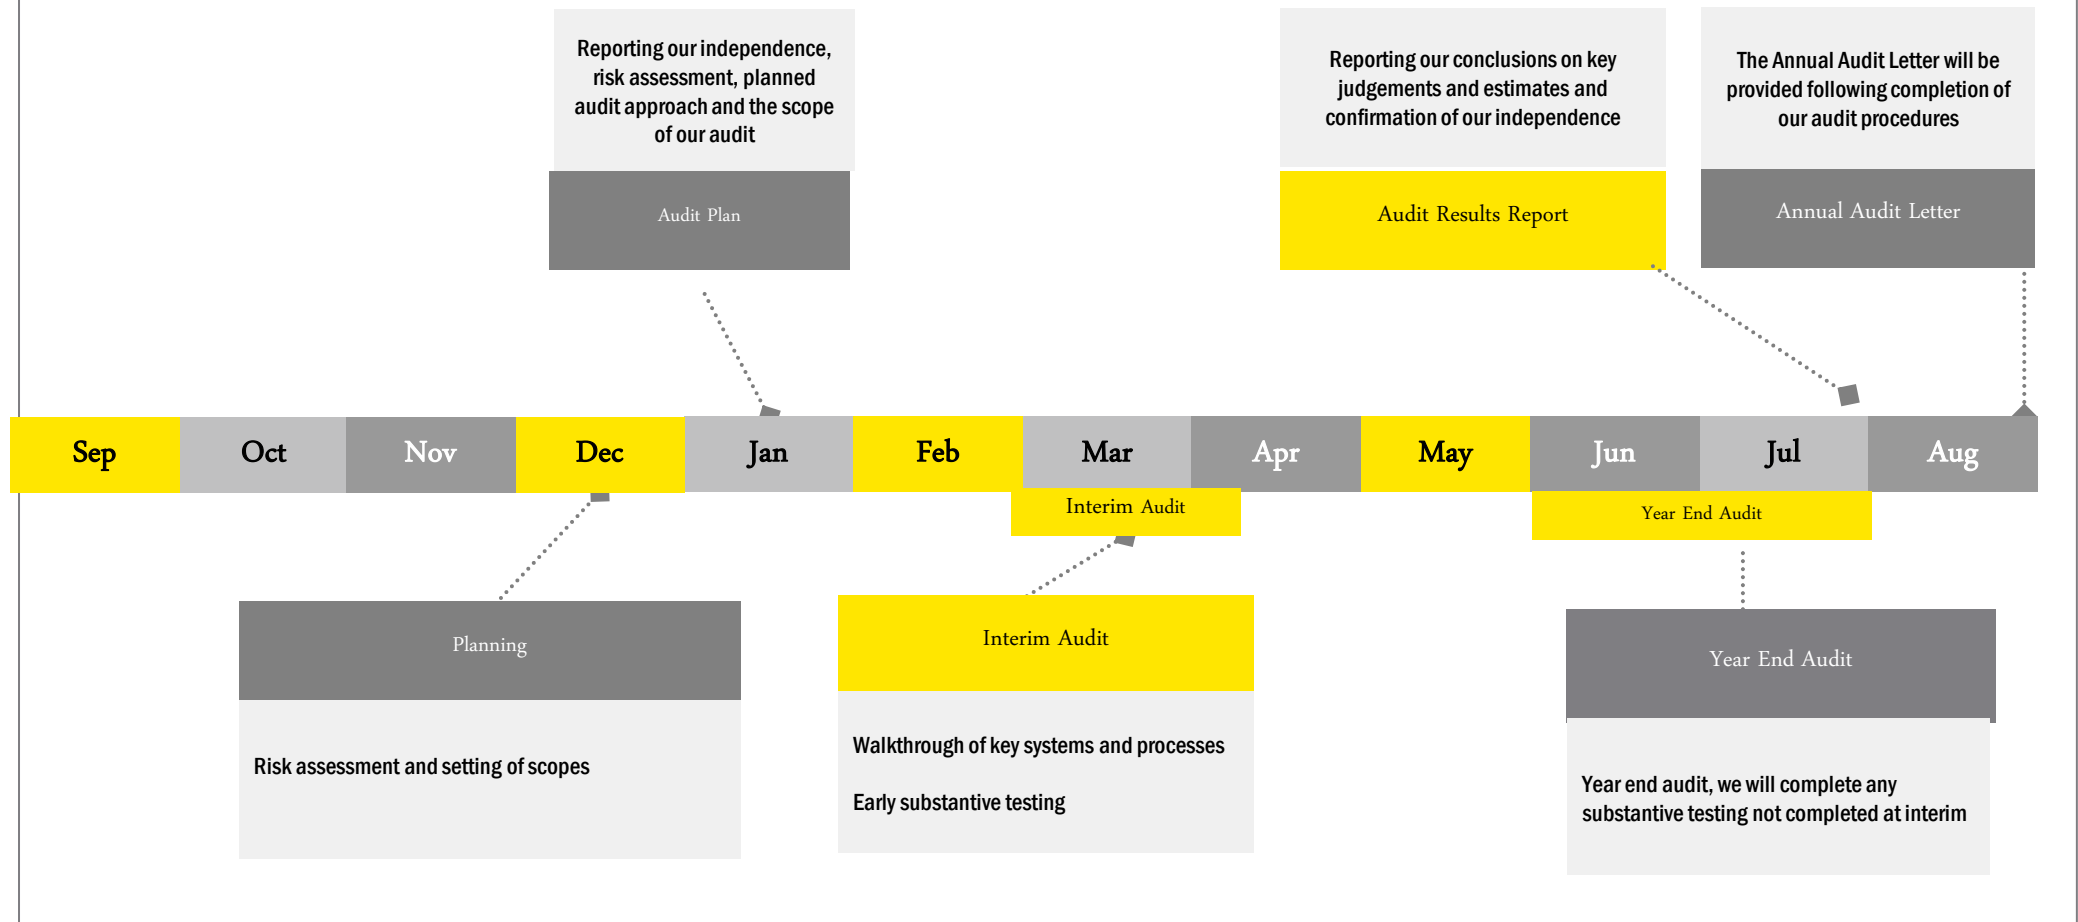 Reporting our independence,
risk assessment, planned
audit approach and the scope
of our audit
Audit Plan
Reporting our conclusions on key
judgements and estimates and
confirmation of our independence
Audit Results Report
The Annual Audit Letter will be
provided following completion of
our audit procedures
Annual Audit Letter
Sep Oct Nov Dec Jan Feb Mar Apr May Jun Jul Aug
Interim Audit
Year End Audit
Planning
Risk assessment and setting of scopes
Interim Audit
Walkthrough of key systems and processes
Early substantive testing
Year End Audit
Year end audit, we will complete any
substantive testing not completed at interim